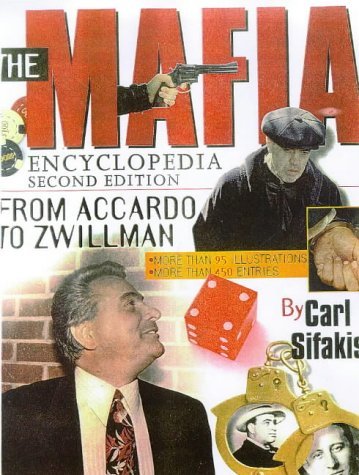 THE
MAFIA
ENCYCLOPEDIA
SECOND EDITION
FROM ACCARDO
TO ZWILLMAN
•MORE THAN 95 ILLUSTRATIONS
•MORE THAN 450 ENTRIES
By Carl
Sifakis